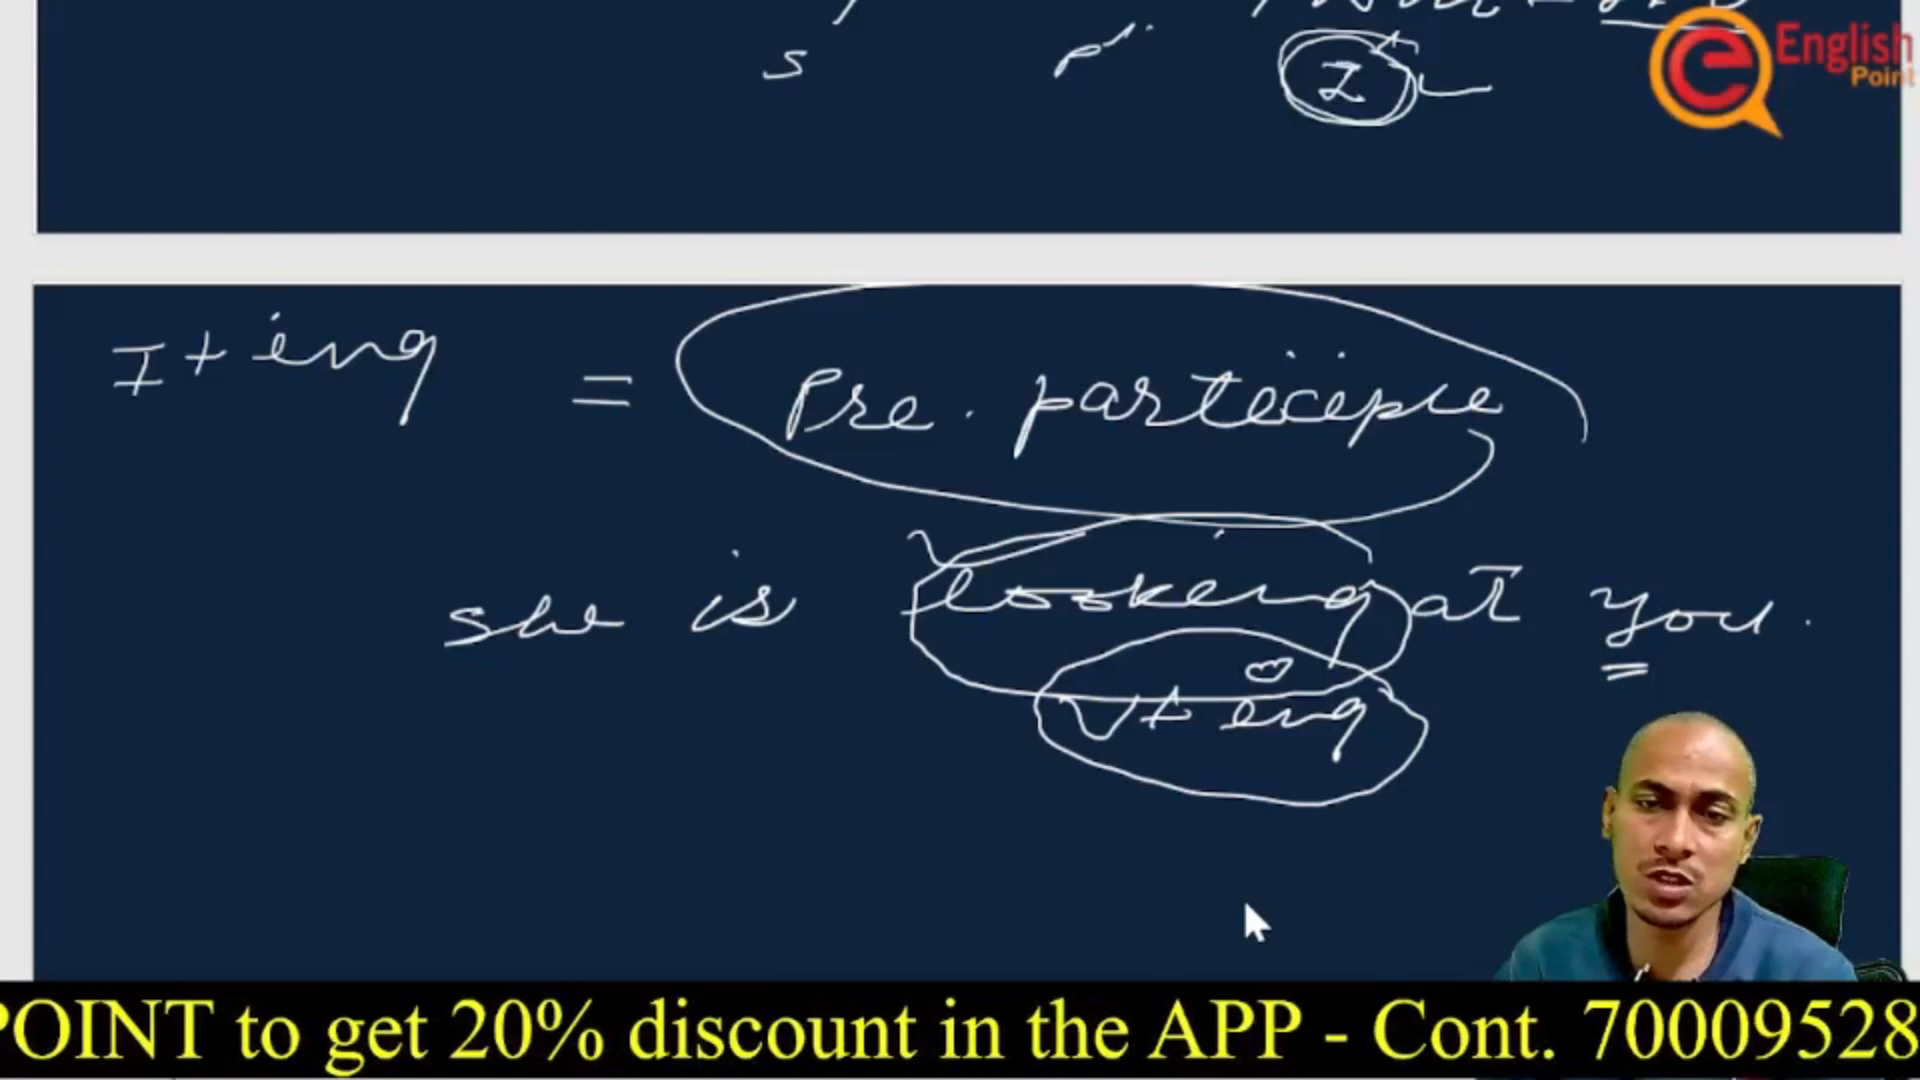 s pl.
I
English
Point
I + ing = Pre. participle
she is looking at you.
V + ing
POINT to get 20% discount in the APP - Cont. 70009528